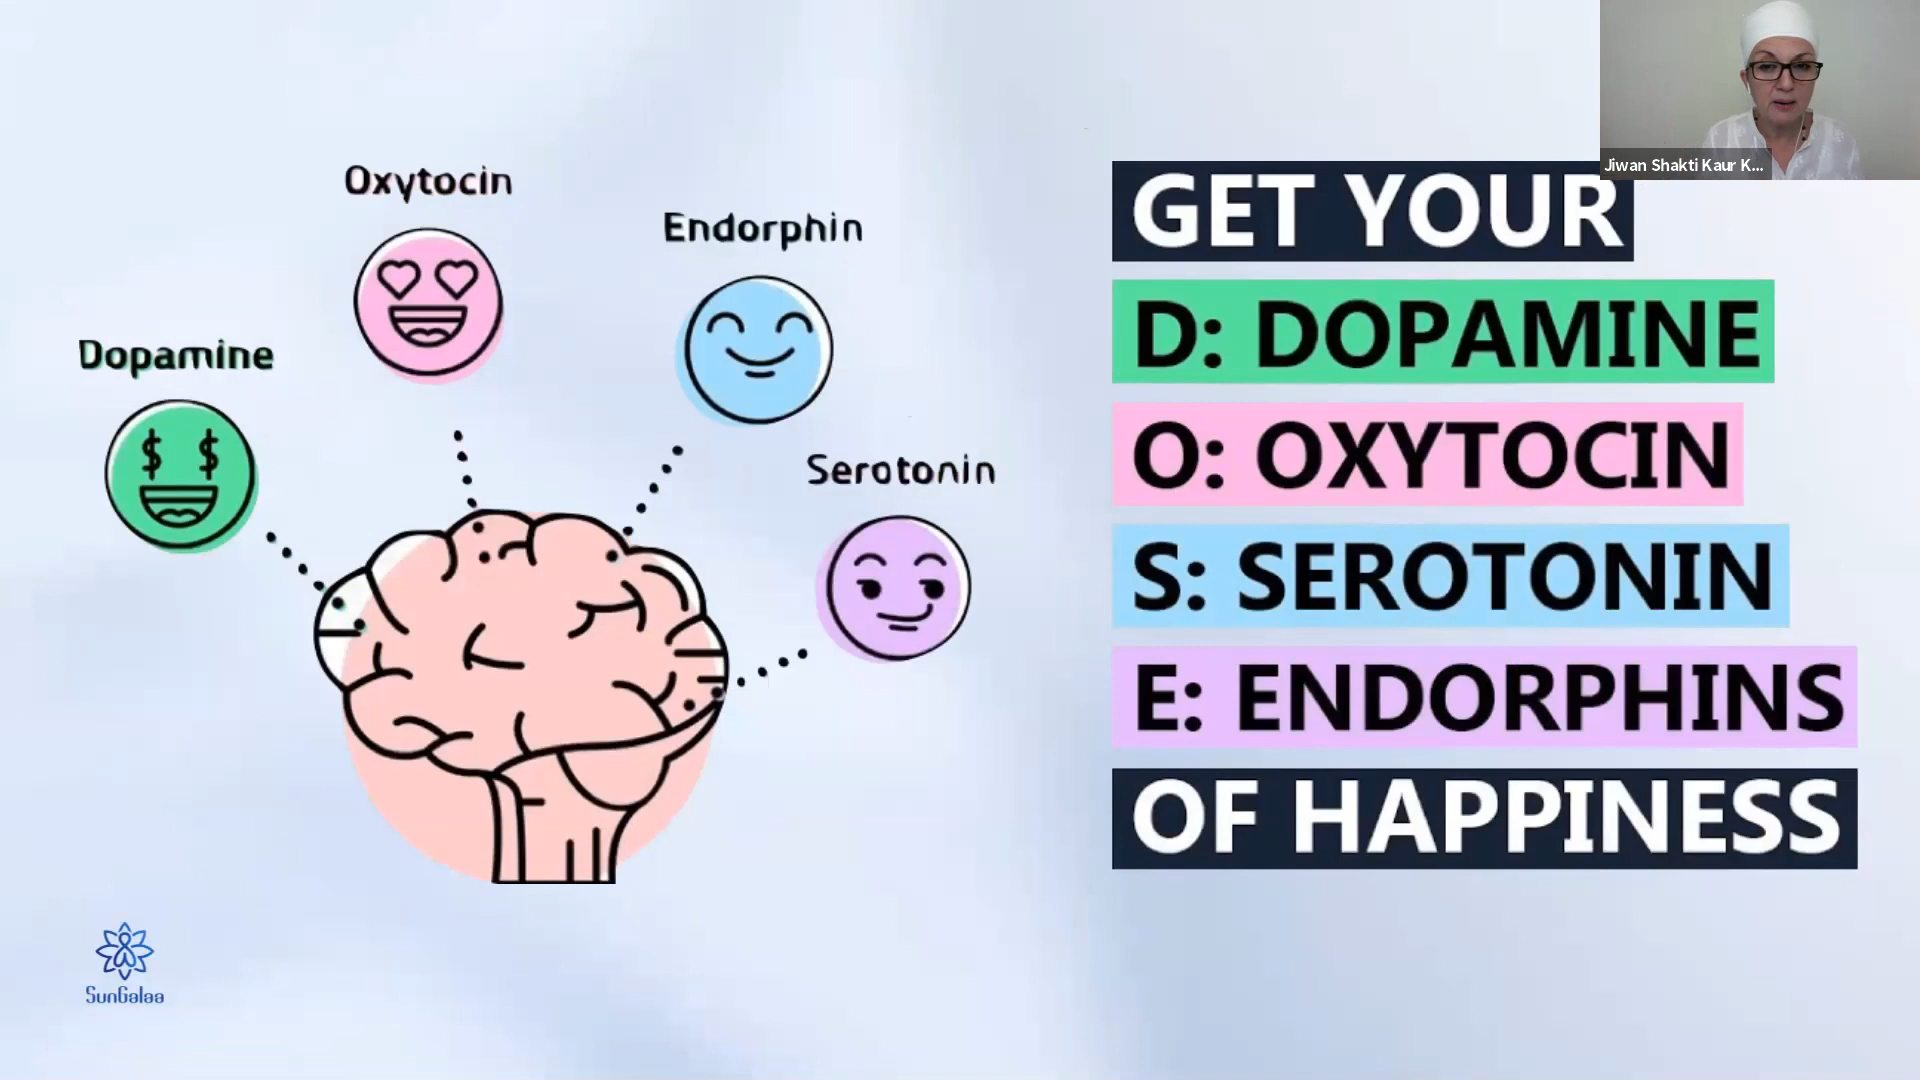 Jiwan Shakti Kaur K...
Oxytocin
Endorphin
Dopamine
Serotonin
GET YOUR
D: DOPAMINE
O: OXYTOCIN
S: SEROTONIN
E: ENDORPHINS
OF HAPPINESS
SunGalaa